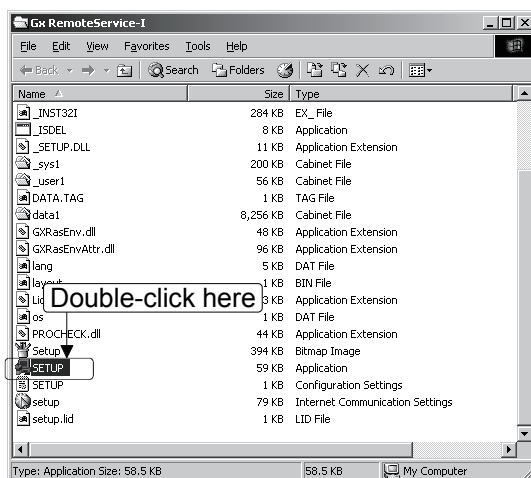 Gx RemoteService-I
File Edit View Favorites Tools Help
Back Search Folders
Name Size Type
_INST32I 284 KB EX_ File
_ISDEL 8 KB Application
_SETUP.DLL 11 KB Application Extension
_sys1 200 KB Cabinet File
_user1 56 KB Cabinet File
DATA.TAG 1 KB TAG File
data1 8,256 KB Cabinet File
GXRasEnv.dll 48 KB Application Extension
GXRasEnvAttr.dll 96 KB Application Extension
lang 5 KB DAT File
1 KB BIN File
Double-click here
3 KB Application Extension
os 1 KB DAT File
PROCHECK.dll 44 KB Application Extension
Setup 394 KB Bitmap Image
SETUP 59 KB Application
SETUP 1 KB Configuration Settings
setup 79 KB Internet Communication Settings
setup.lid 1 KB LID File
Type: Application Size: 58.5 KB 58.5 KB My Computer